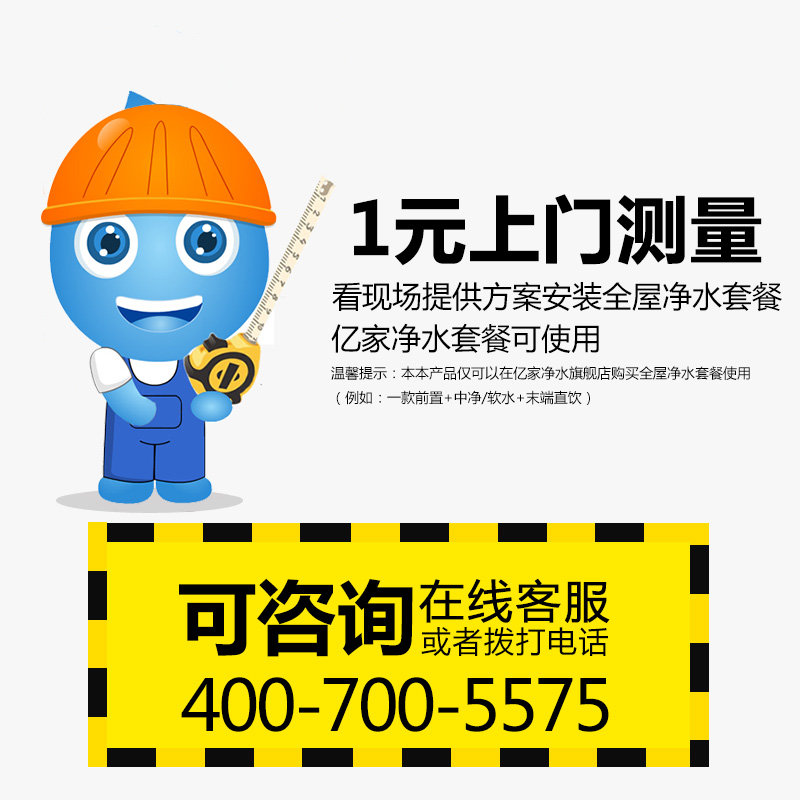 1元上门测量
看现场提供方案安装全屋净水套餐
亿家净水套餐可使用
温馨提示：本本产品仅可以在亿家净水旗舰店购买全屋净水套餐使用
（例如：一款前置+中净/软水+末端直饮）
可咨询
在线客服
或者拨打电话
400-700-5575